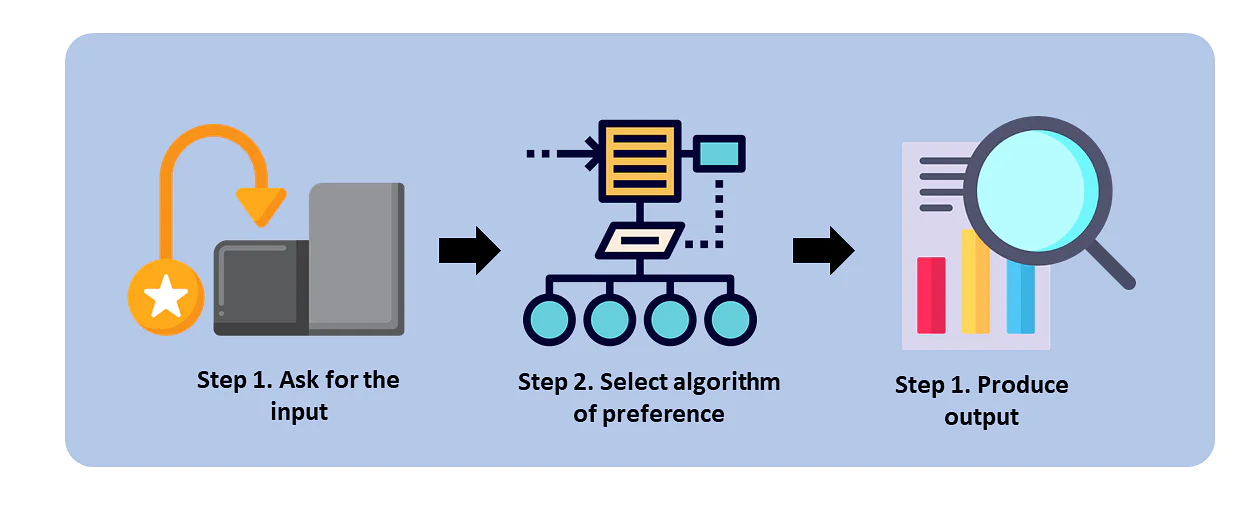 Step 1. Ask for the
input
Step 2. Select algorithm
of preference
Step 1. Produce
output